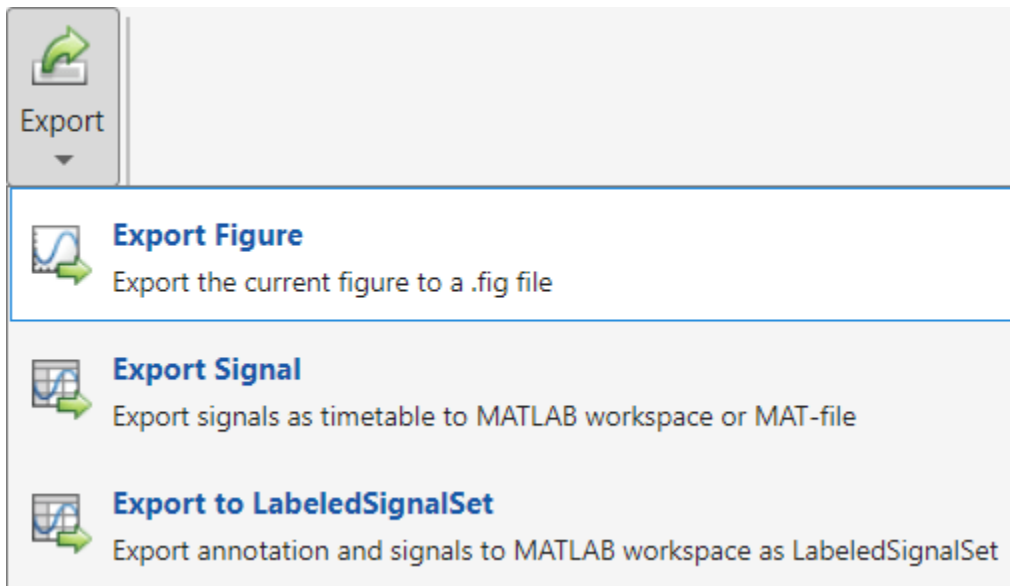 Export
Export Figure
Export the current figure to a .fig file
Export Signal
Export signals as timetable to MATLAB workspace or MAT-file
Export to LabeledSignalSet
Export annotation and signals to MATLAB workspace as LabeledSignalSet